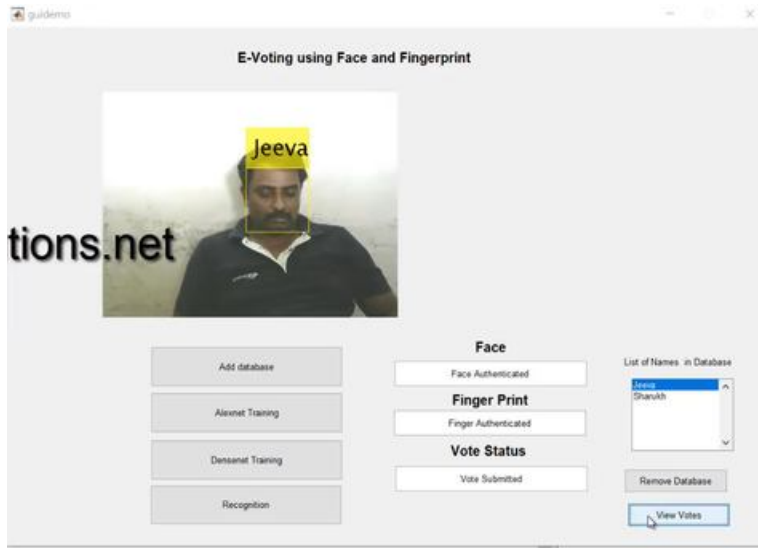 guidemo
E-Voting using Face and Fingerprint
Jeeva
tions.net
Add database
Alexnet Training
Densenet Training
Recognition
Face
Face Authenticated
Finger Print
Finger Authenticated
Vote Status
Vote Submitted
List of Names in Database
Jeeva
Sharukh
Remove Database
View Votes